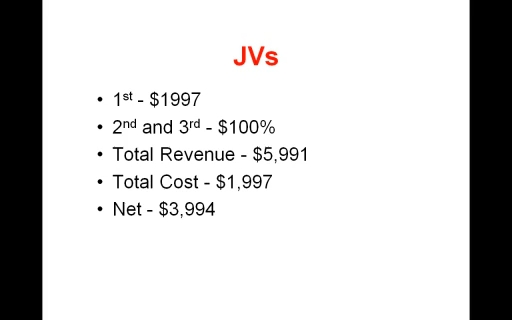 JVs
• 1st - $1997
• 2nd and 3rd - $100%
• Total Revenue - $5,991
• Total Cost - $1,997
• Net - $3,994